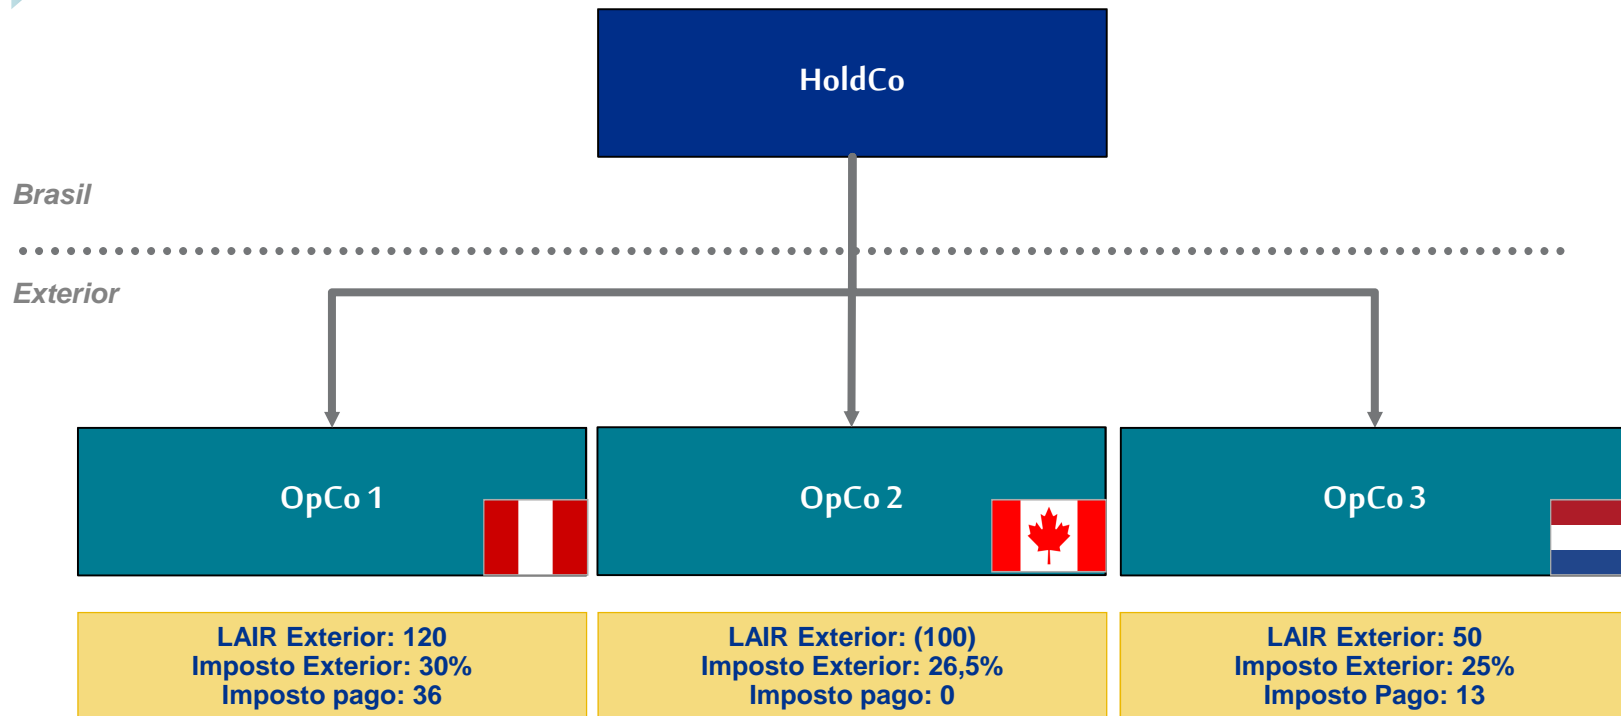 HoldCo
Brasil
Exterior
OpCo 1
OpCo 2
OpCo 3
LAIR Exterior: 120
Imposto Exterior: 30%
Imposto pago: 36
LAIR Exterior: (100)
Imposto Exterior: 26,5%
Imposto pago: 0
LAIR Exterior: 50
Imposto Exterior: 25%
Imposto Pago: 13